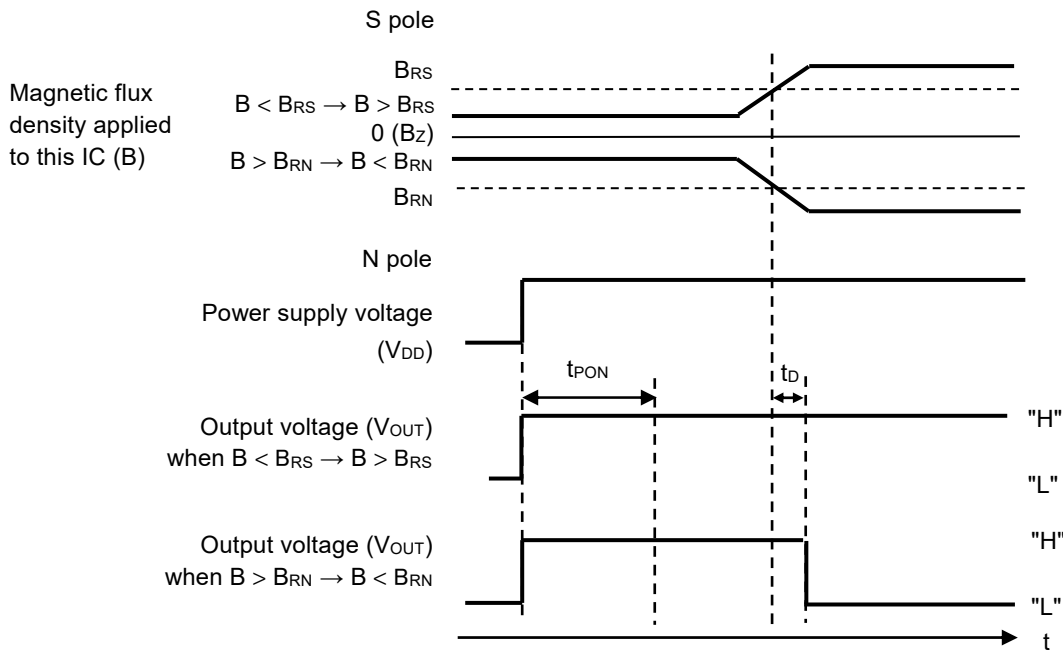 S pole
Magnetic flux
density applied
to this IC (B)
BRS
B < BRS → B > BRS
0 (BZ)
B > BRN → B < BRN
BRN
N pole
Power supply voltage
(VDD)
tPON
tD
Output voltage (VOUT)
when B < BRS → B > BRS
"H"
"L"
Output voltage (VOUT)
when B > BRN → B < BRN
"H"
"L"
t